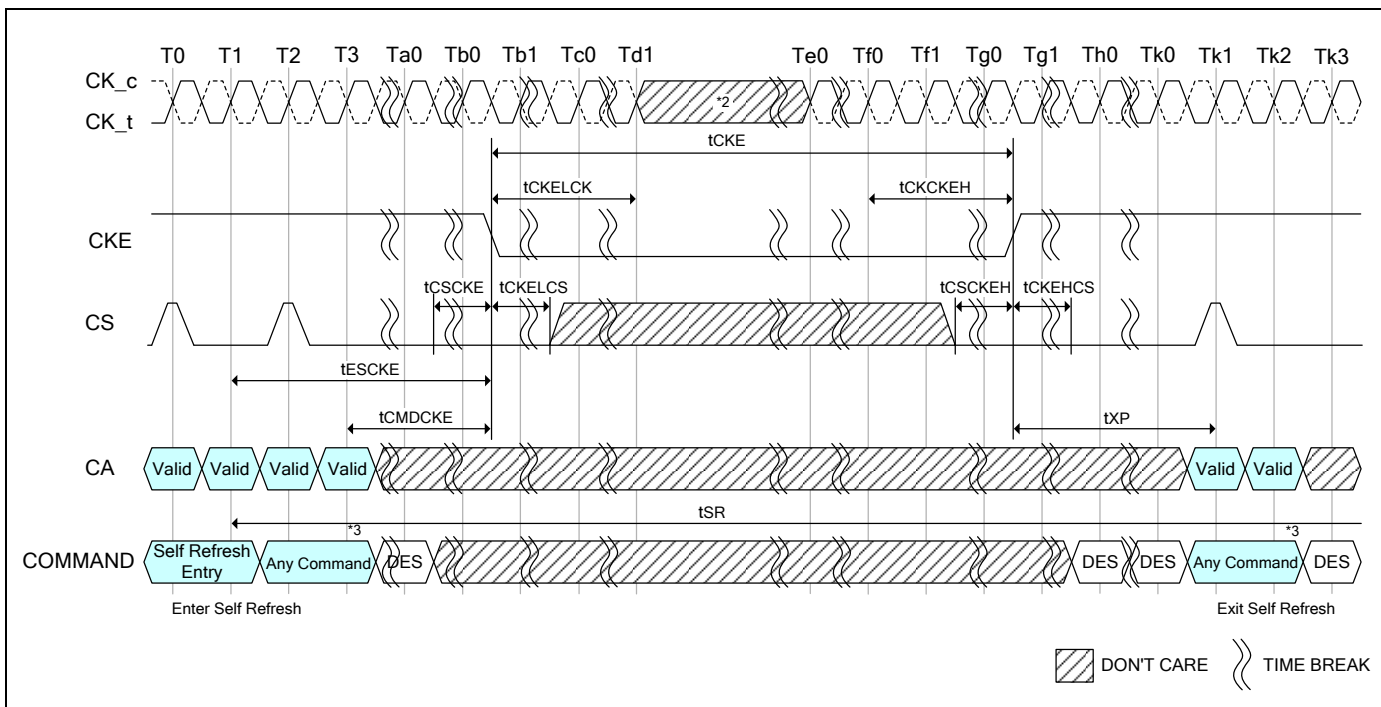 T0 T1 T2 T3 Ta0 Tb0 Tb1 Tc0 Td1 Te0 Tf0 Tf1 Tg0 Tg1 Th0 Tk0 Tk1 Tk2 Tk3
CK_c
*2
CK_t
tCKE
tCKELCK tCKCKEH
CKE
tCSCKE tCKELCS tCSCKEH tCKEHCS
CS
tESCKE
tCMDCKE tXP
CA Valid Valid Valid Valid Valid Valid
tSR
*3 *3
COMMAND Self Refresh Entry Any Command DES DES DES Any Command DES
Enter Self Refresh Exit Self Refresh
DON'T CARE TIME BREAK